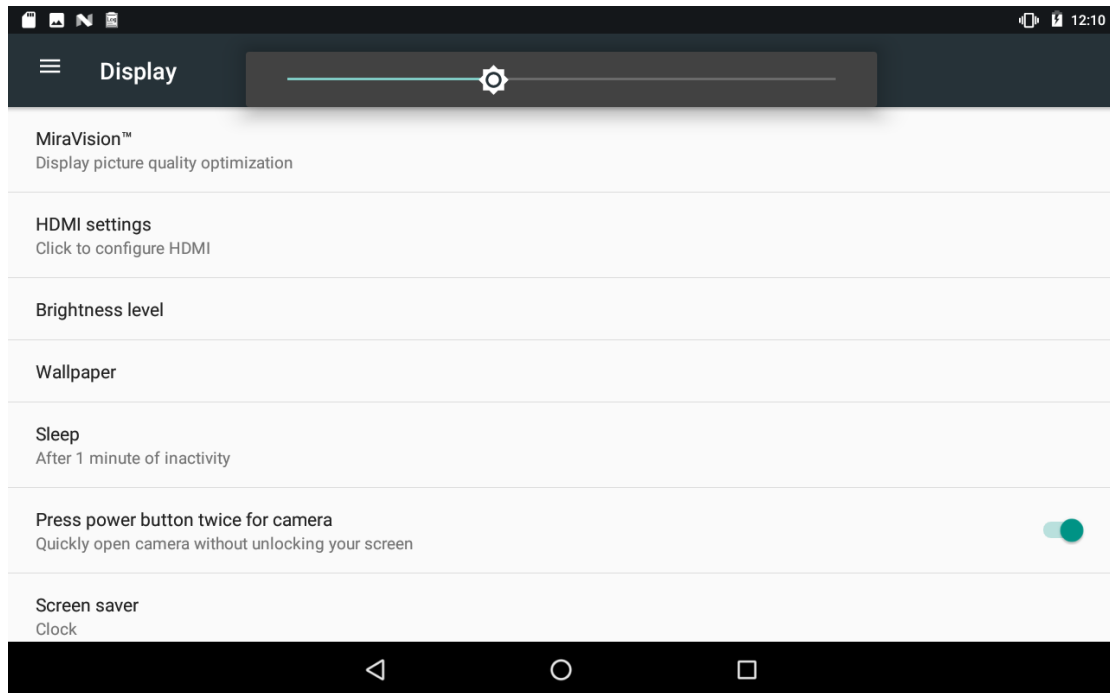 12:10
Display
MiraVision™
Display picture quality optimization
HDMI settings
Click to configure HDMI
Brightness level
Wallpaper
Sleep
After 1 minute of inactivity
Press power button twice for camera
Quickly open camera without unlocking your screen
Screen saver
Clock